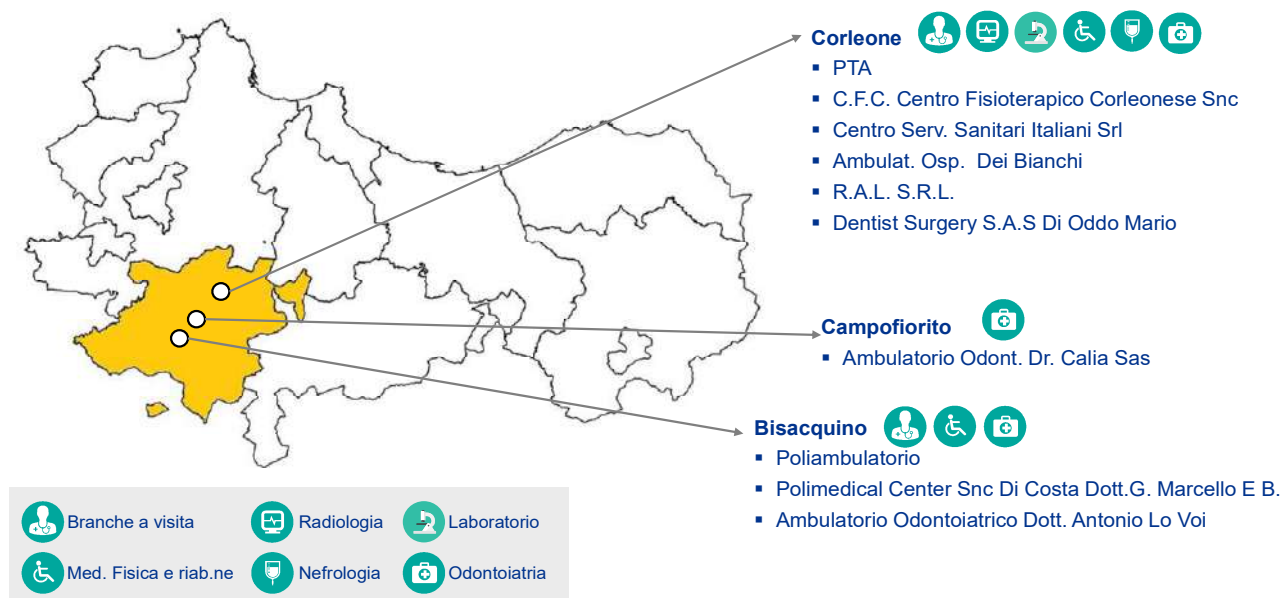 Corleone
▪ PTA
▪ C.F.C. Centro Fisioterapico Corleonese Snc
▪ Centro Serv. Sanitari Italiani Srl
▪ Ambulat. Osp. Dei Bianchi
▪ R.A.L. S.R.L.
▪ Dentist Surgery S.A.S Di Oddo Mario
Campofiorito
▪ Ambulatorio Odont. Dr. Calia Sas
Bisacquino
▪ Poliambulatorio
▪ Polimedical Center Snc Di Costa Dott.G. Marcello E B.
▪ Ambulatorio Odontoiatrico Dott. Antonio Lo Voi
Branche a visita
Radiologia
Laboratorio
Med. Fisica e riab.ne
Nefrologia
Odontoiatria